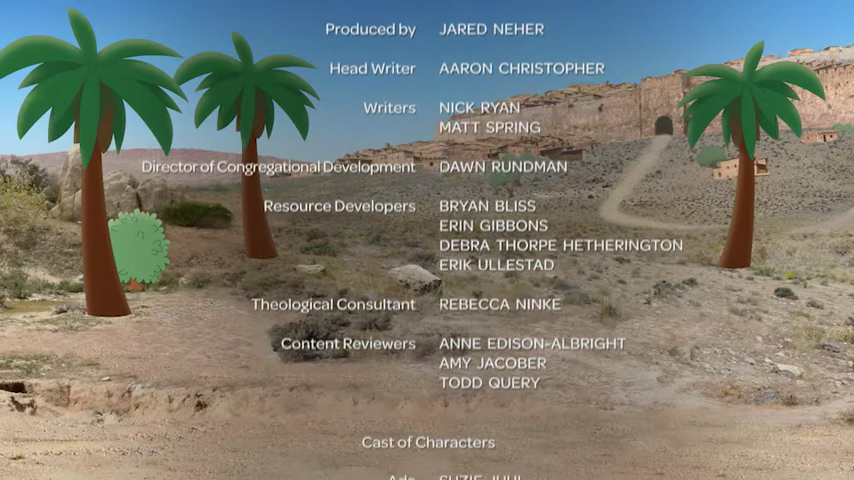 Produced by JARED NEHER
Head Writer AARON CHRISTOPHER
Writers NICK RYAN
MATT SPRING
Director of Congregational Development DAWN RUNDMAN
Resource Developers BRYAN BLISS
ERIN GIBBONS
DEBRA THORPE HETHERINGTON
ERIK ULLESTAD
Theological Consultant REBECCA NINKE
Content Reviewers ANNE EDISON-ALBRIGHT
AMY JACOBER
TODD QUERY
Cast of Characters